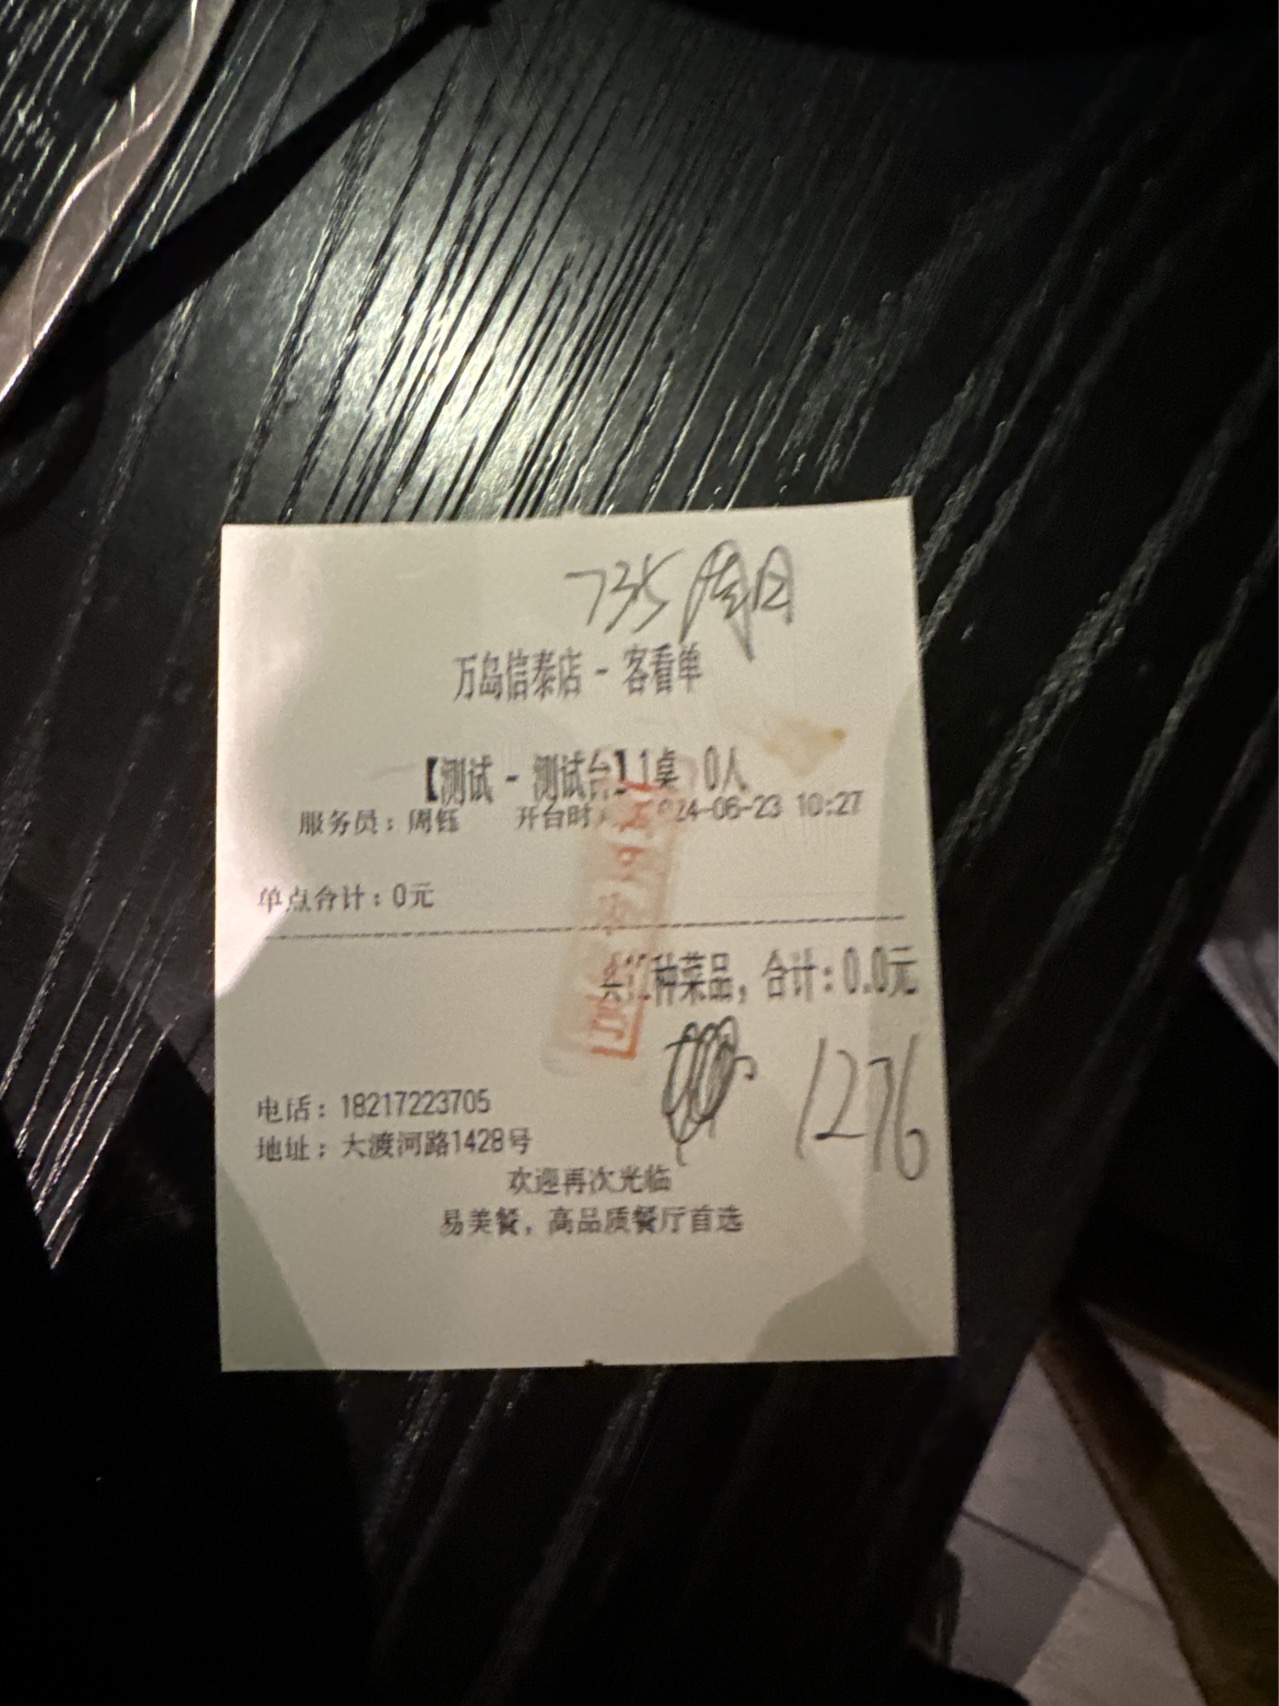 735 周日
万岛信泰店 - 客看单
【测试 - 测试台】1桌 0人
服务员：周钰 开台时 24-06-23 10:27
单点合计：0元
种菜品，合计：0.0元
1276
电话：18217223705
地址：大渡河路1428号
欢迎再次光临
易美餐，高品质餐厅首选